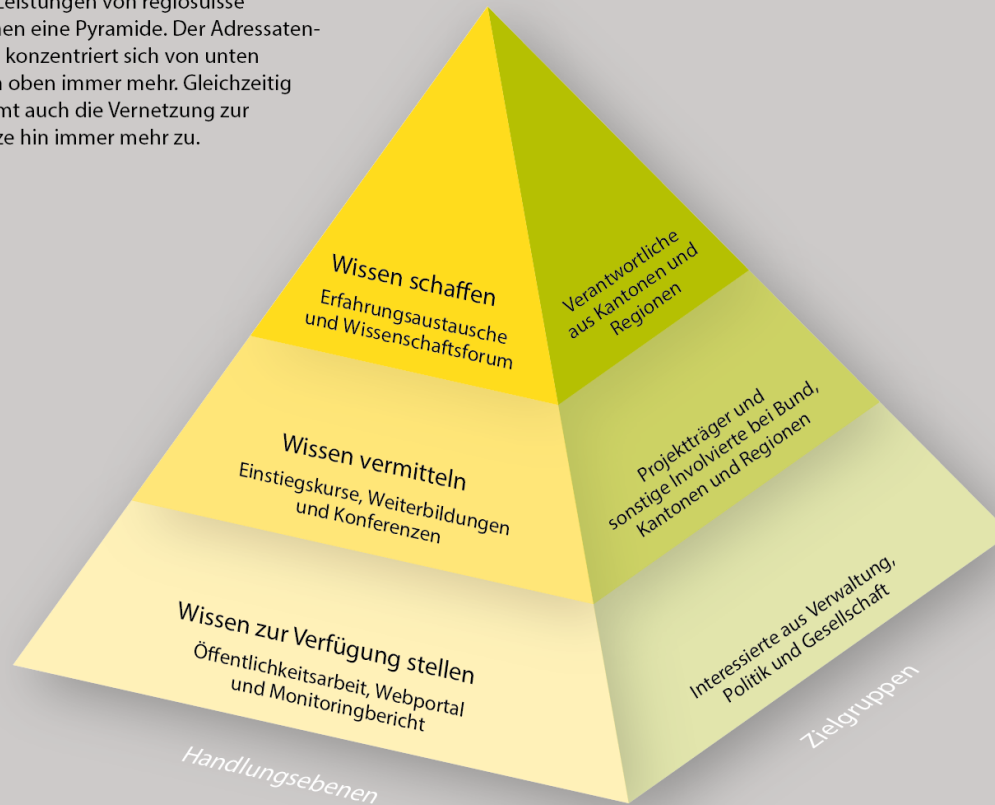 Leistungen von regiosuisse
eine Pyramide. Der Adressaten-
konzentriert sich von unten
oben immer mehr. Gleichzeitig
auch die Vernetzung zur
hin immer mehr zu.
Wissen schaffen
Erfahrungsaustausche
und Wissenschaftsforum
Verantwortliche
aus Kantonen und
Regionen
Wissen vermitteln
Einstiegskurse, Weiterbildungen
und Konferenzen
Projektträger und
sonstige Involvierte bei Bund,
Kantonen und Regionen
Wissen zur Verfügung stellen
Öffentlichkeitsarbeit, Webportal
und Monitoringbericht
Interessierte aus Verwaltung,
Politik und Gesellschaft
Handlungsebenen
Zielgruppen